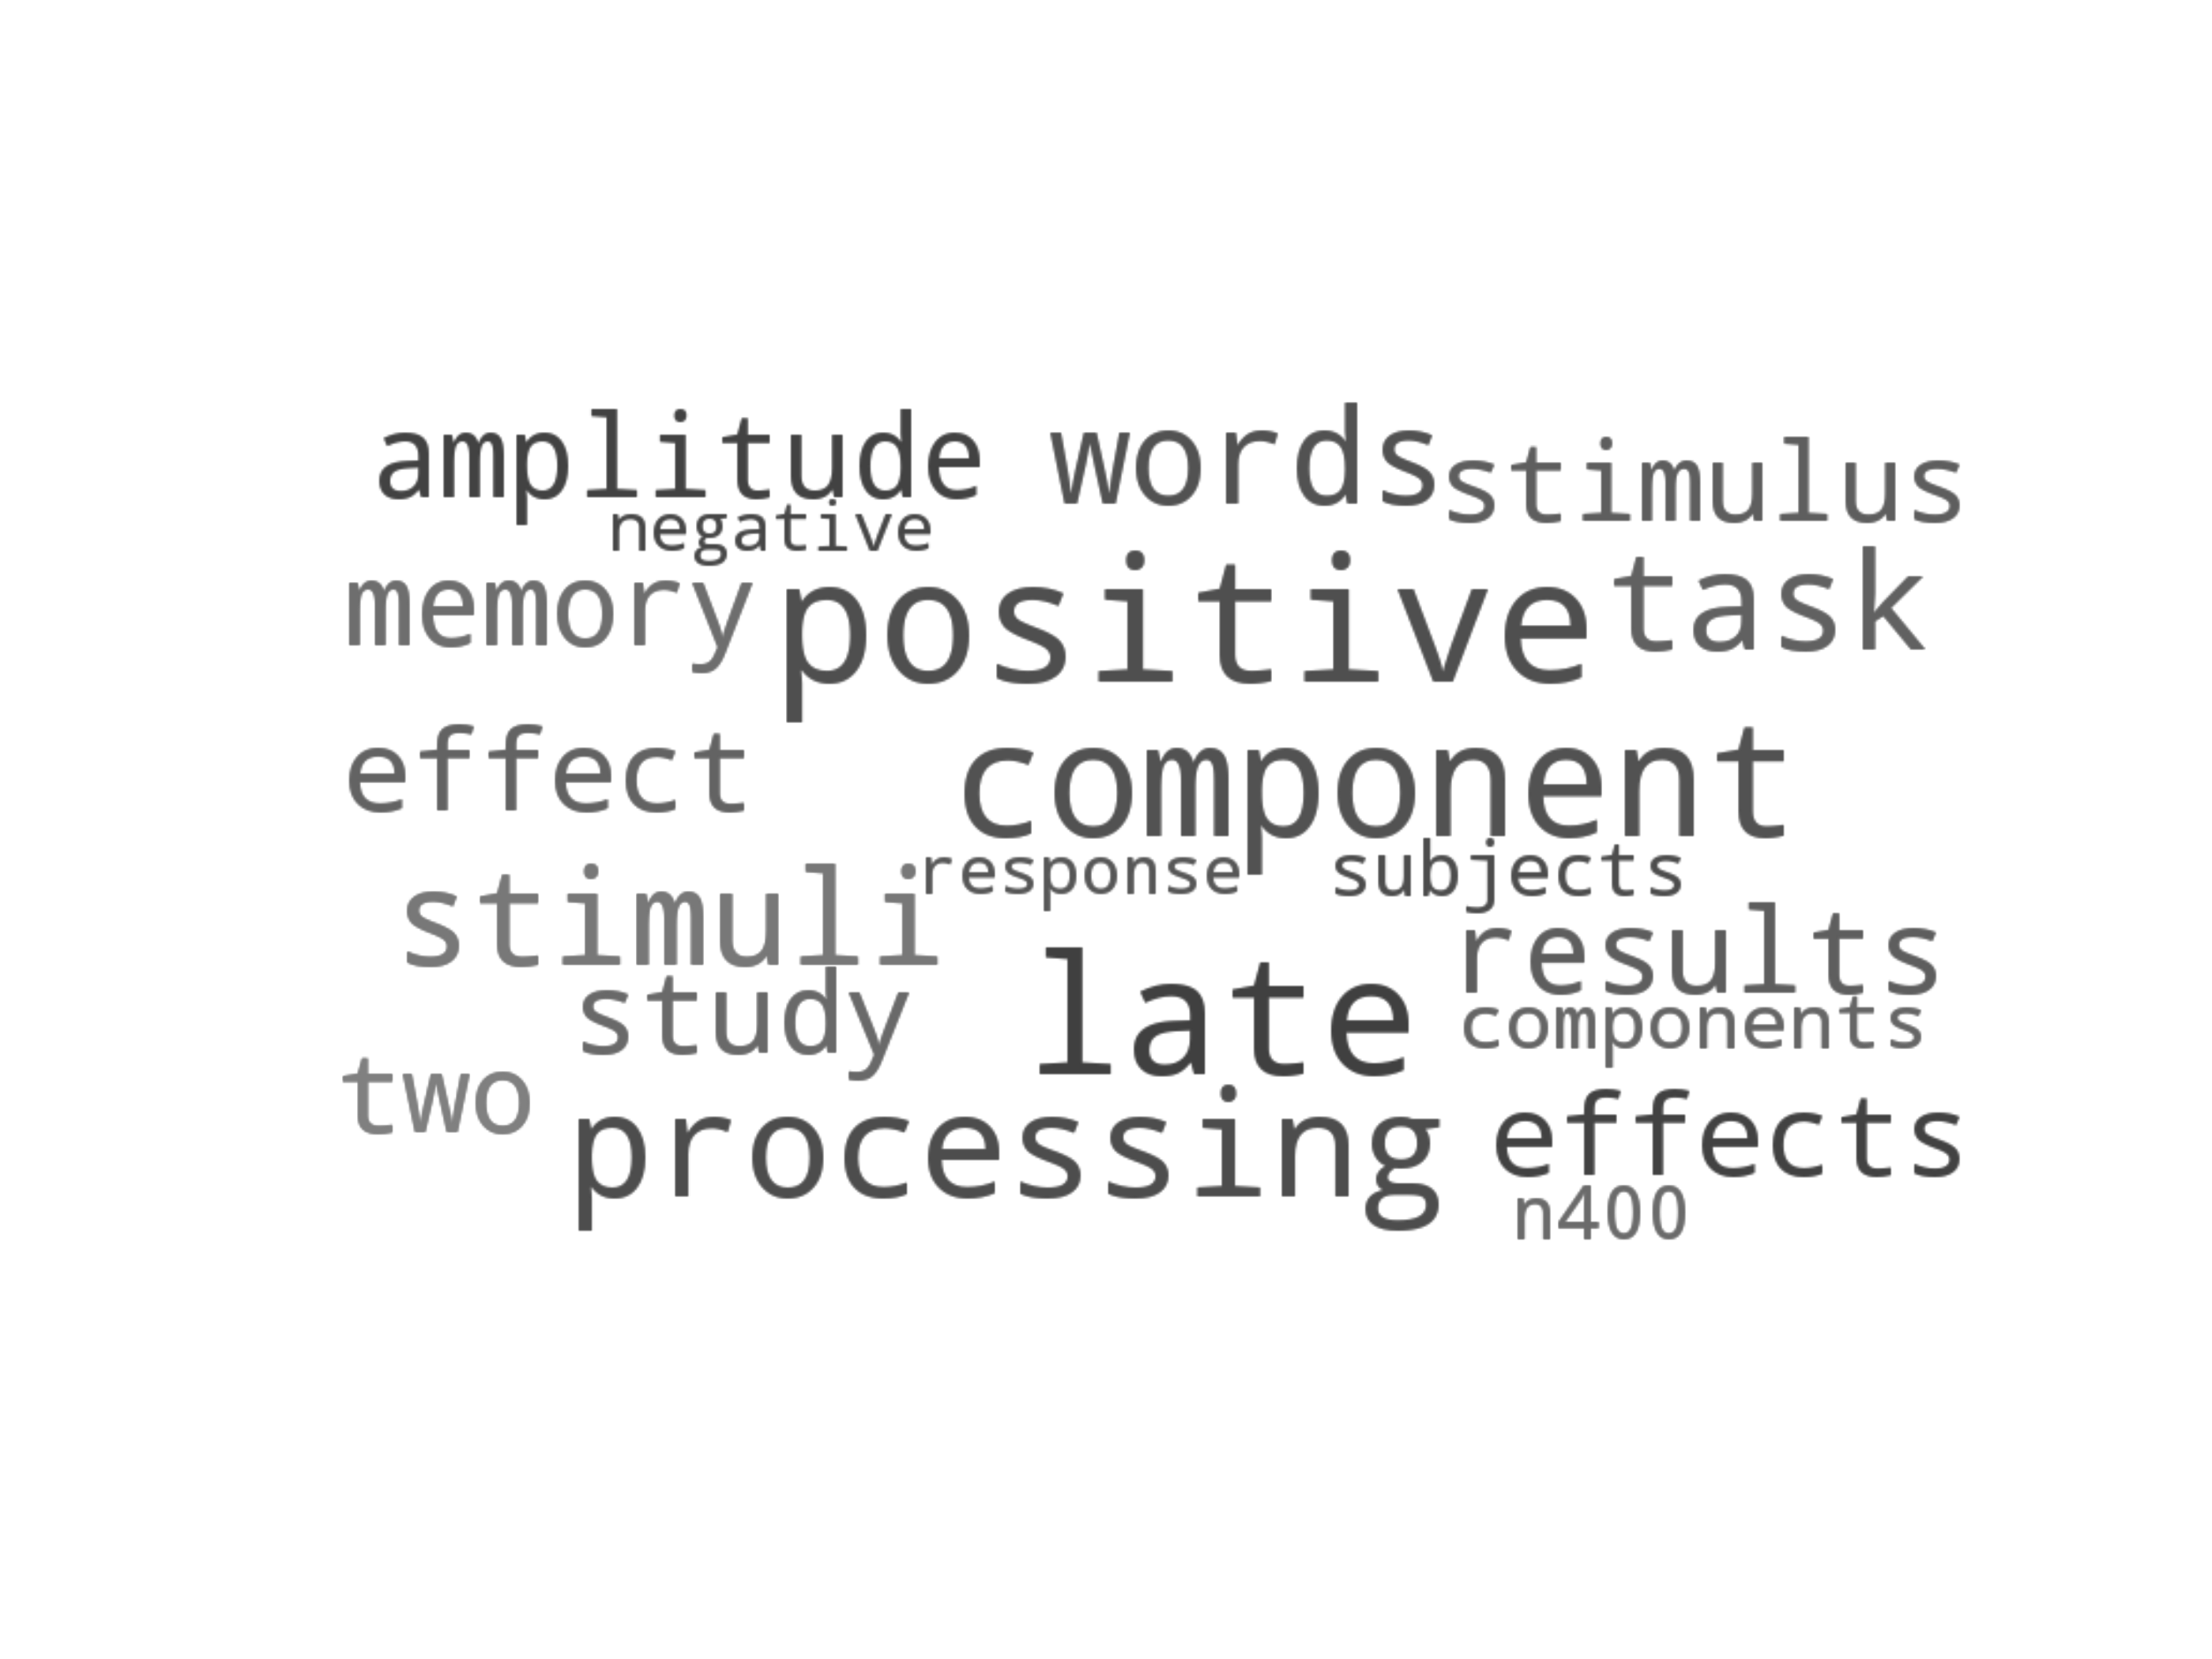 amplitude words stimulus
negative
memory positive task
effect component
response subjects
stimuli results
study late components
two processing effects
n400